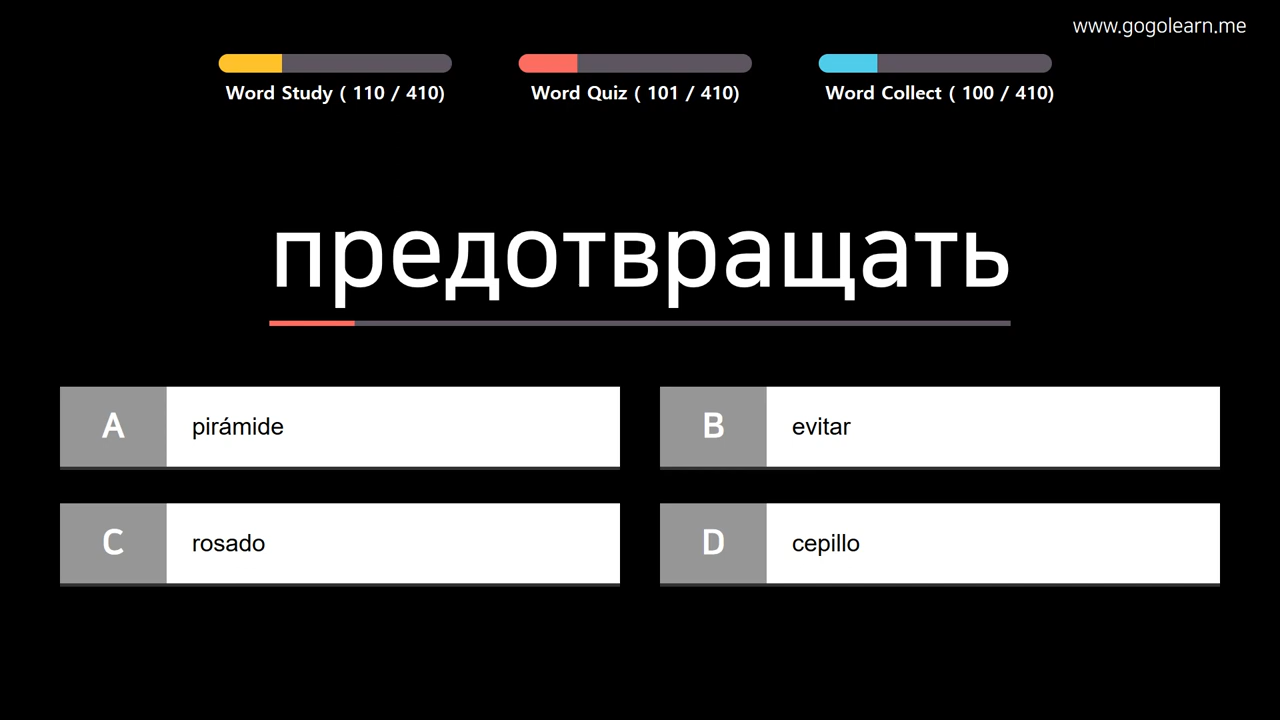 www.gogolearn.me
Word Study ( 110 / 410)
Word Quiz ( 101 / 410)
Word Collect ( 100 / 410)
предотвращать
A pirámide
B evitar
C rosado
D cepillo